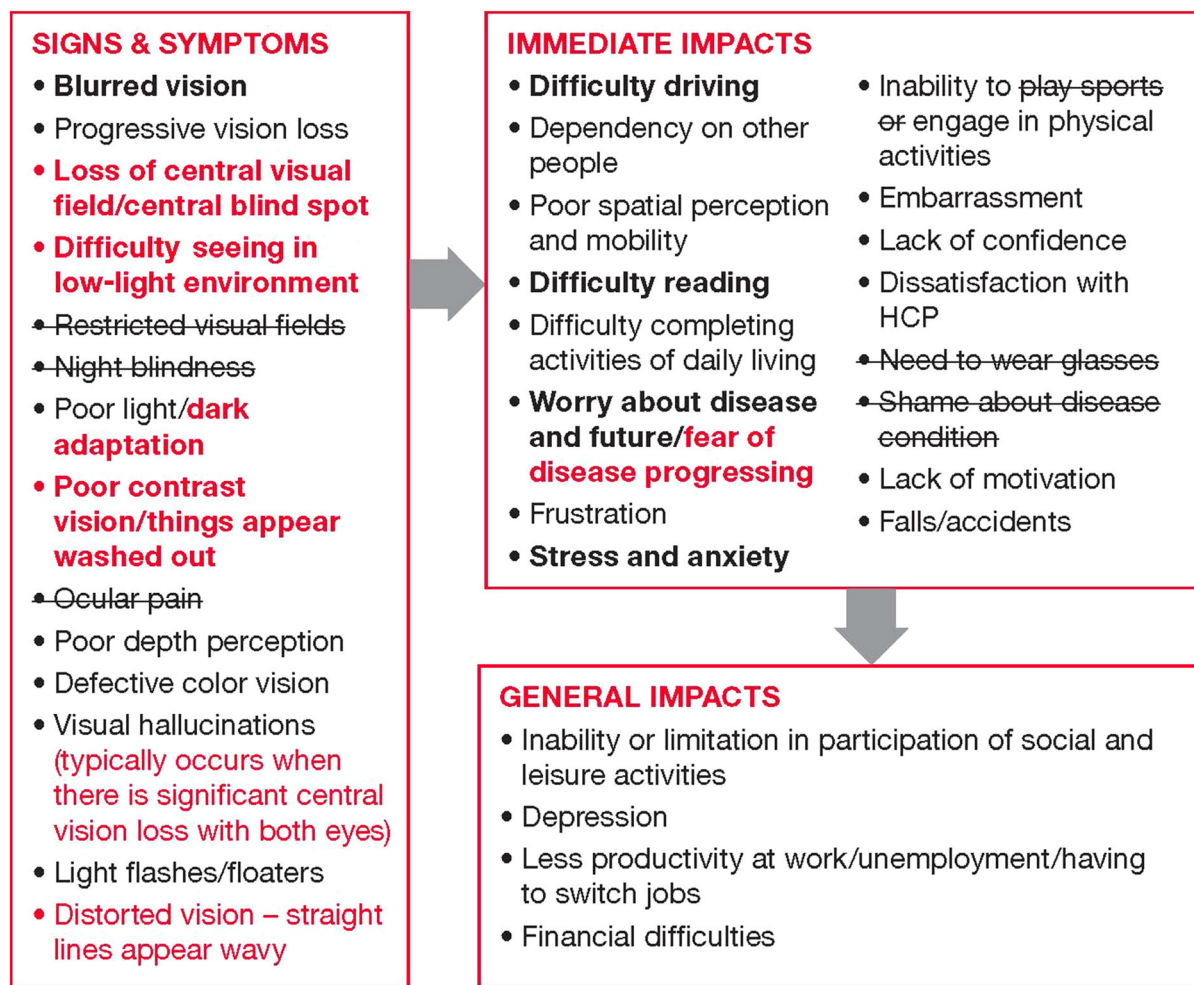 SIGNS & SYMPTOMS
• Blurred vision
• Progressive vision loss
• Loss of central visual
field/central blind spot
• Difficulty seeing in
low-light environment
• Restricted visual fields
• Night blindness
• Poor light/dark
adaptation
• Poor contrast
vision/things appear
washed out
• Ocular pain
• Poor depth perception
• Defective color vision
• Visual hallucinations
(typically occurs when
there is significant central
vision loss with both eyes)
• Light flashes/floaters
• Distorted vision – straight
lines appear wavy
IMMEDIATE IMPACTS
• Difficulty driving
• Dependency on other
people
• Poor spatial perception
and mobility
• Difficulty reading
• Difficulty completing
activities of daily living
• Worry about disease
and future/fear of
disease progressing
• Frustration
• Stress and anxiety
• Inability to play sports
or engage in physical
activities
• Embarrassment
• Lack of confidence
• Dissatisfaction with
HCP
• Need to wear glasses
• Shame about disease
condition
• Lack of motivation
• Falls/accidents
GENERAL IMPACTS
• Inability or limitation in participation of social and
leisure activities
• Depression
• Less productivity at work/unemployment/having
to switch jobs
• Financial difficulties